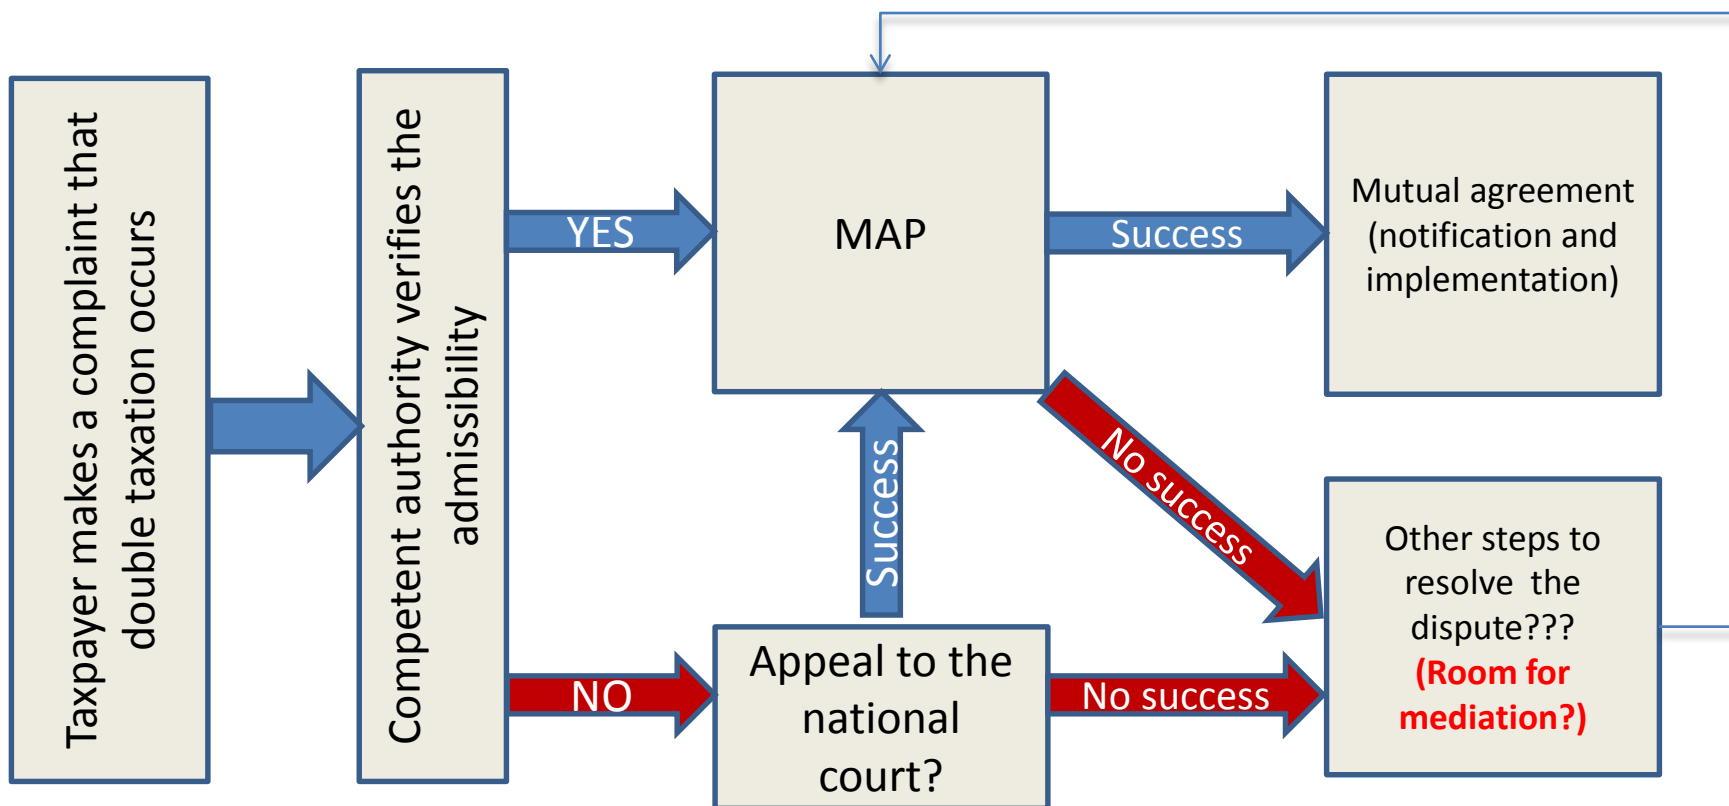 Taxpayer makes a complaint that
double taxation occurs
Competent authority verifies the
admissibility
YES
MAP
Success
Mutual agreement
(notification and
implementation)
Success
No success
NO
Appeal to the
national
court?
No success
Other steps to
resolve the
dispute???
(Room for
mediation?)